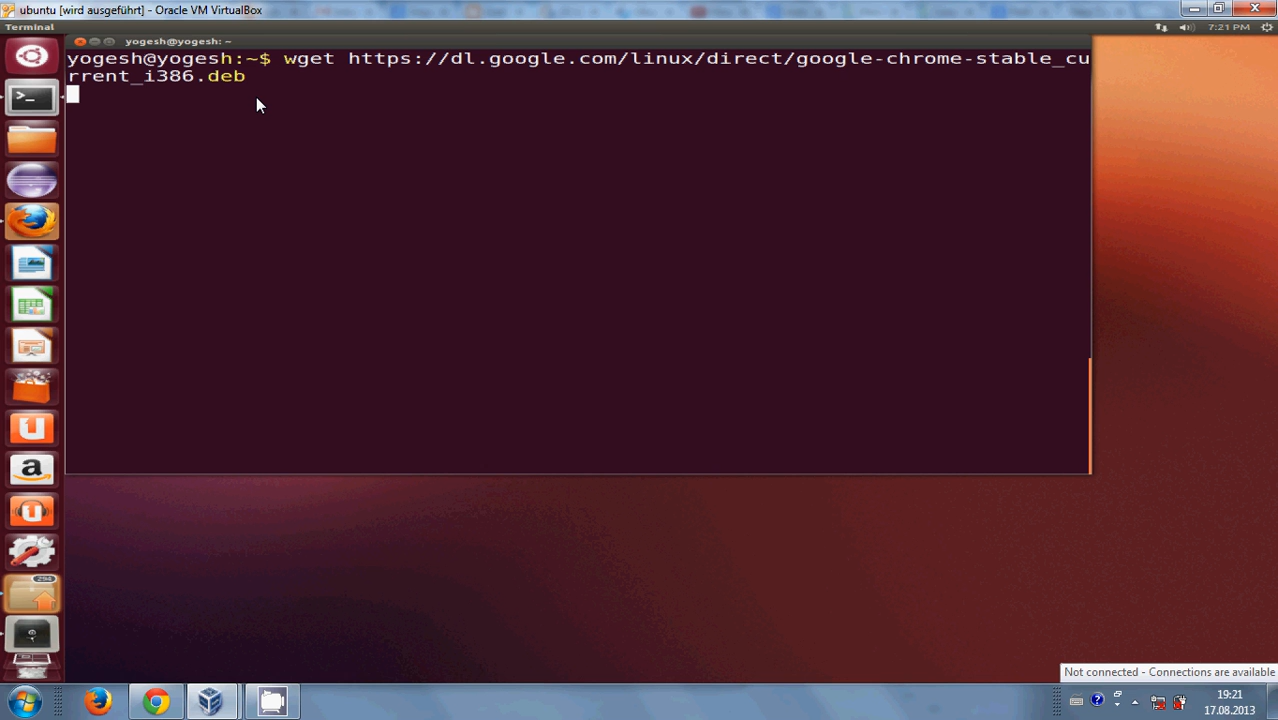 ubuntu [wird ausgeführt] - Oracle VM VirtualBox
Terminal
7:21 PM
yogesh@yogesh: ~
yogesh@yogesh:~$ wget https://dl.google.com/linux/direct/google-chrome-stable_cu
rrent_i386.deb
294
Not connected - Connections are available
19:21
17.08.2013